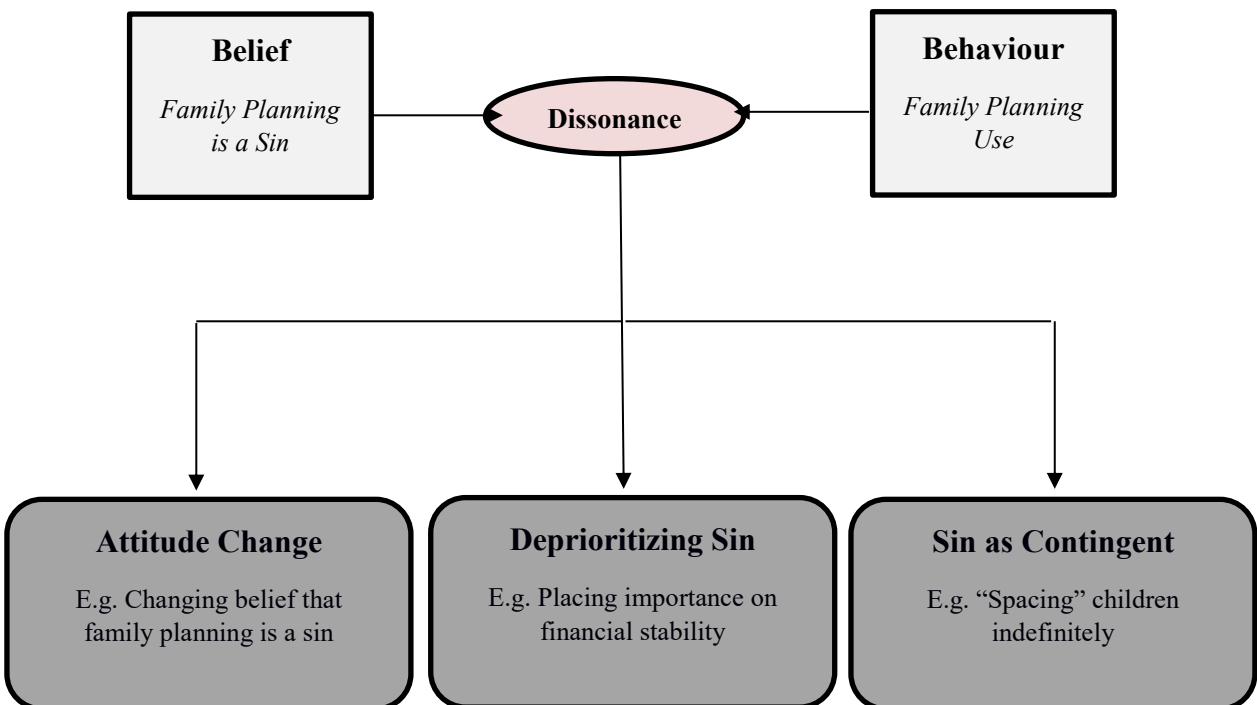 Belief
Family Planning
is a Sin
Dissonance
Behaviour
Family Planning
Use
Attitude Change
E.g. Changing belief that
family planning is a sin
Deprioritizing Sin
E.g. Placing importance on
financial stability
Sin as Contingent
E.g. “Spacing” children
indefinitely